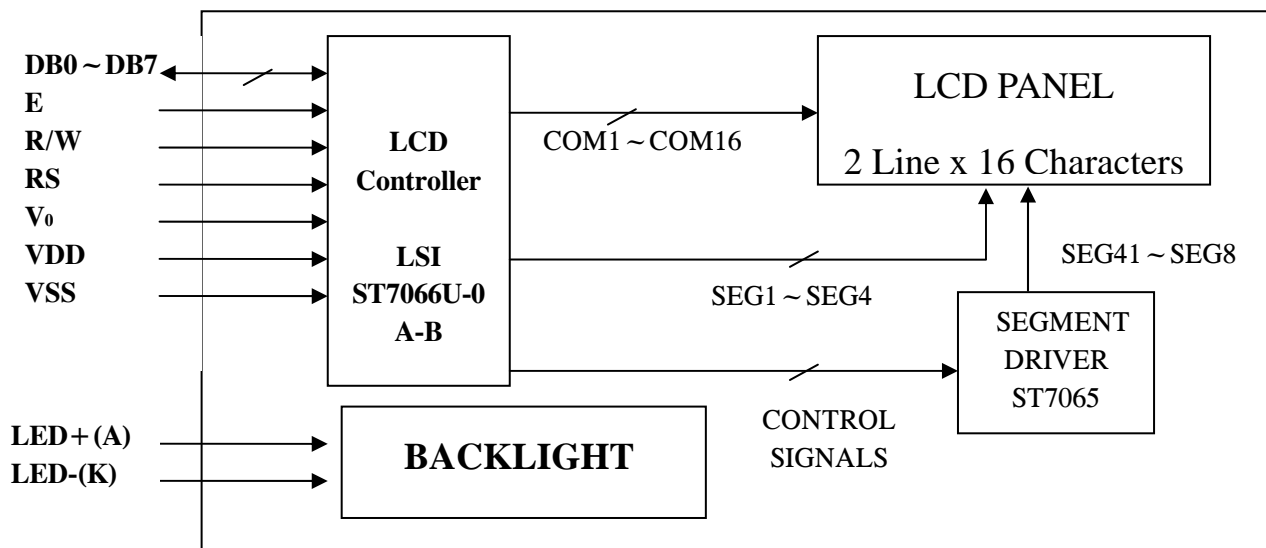 DB0~DB7
E
R/W
RS
V0
VDD
VSS
LED+(A)
LED-(K)
LCD
Controller
LSI
ST7066U-0
A-B
BACKLIGHT
COM1~COM16
SEG1~SEG4
CONTROL
SIGNALS
LCD PANEL
2 Line x 16 Characters
SEG41~SEG8
SEGMENT
DRIVER
ST7065